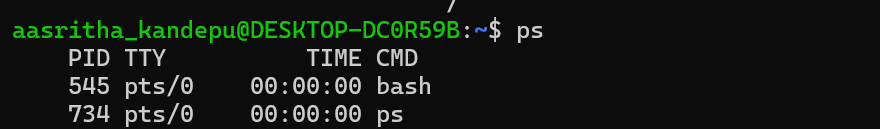 /
aasritha_kandepu@DESKTOP-DC0R59B:~$ ps
    PID TTY          TIME CMD
    545 pts/0    00:00:00 bash
    734 pts/0    00:00:00 ps